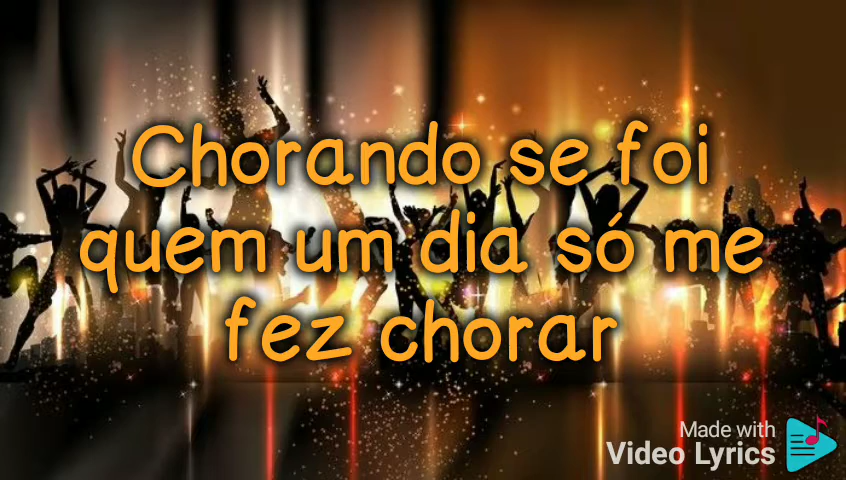 Chorando se foi
quem um dia só me
fez chorar
Made with
Video Lyrics